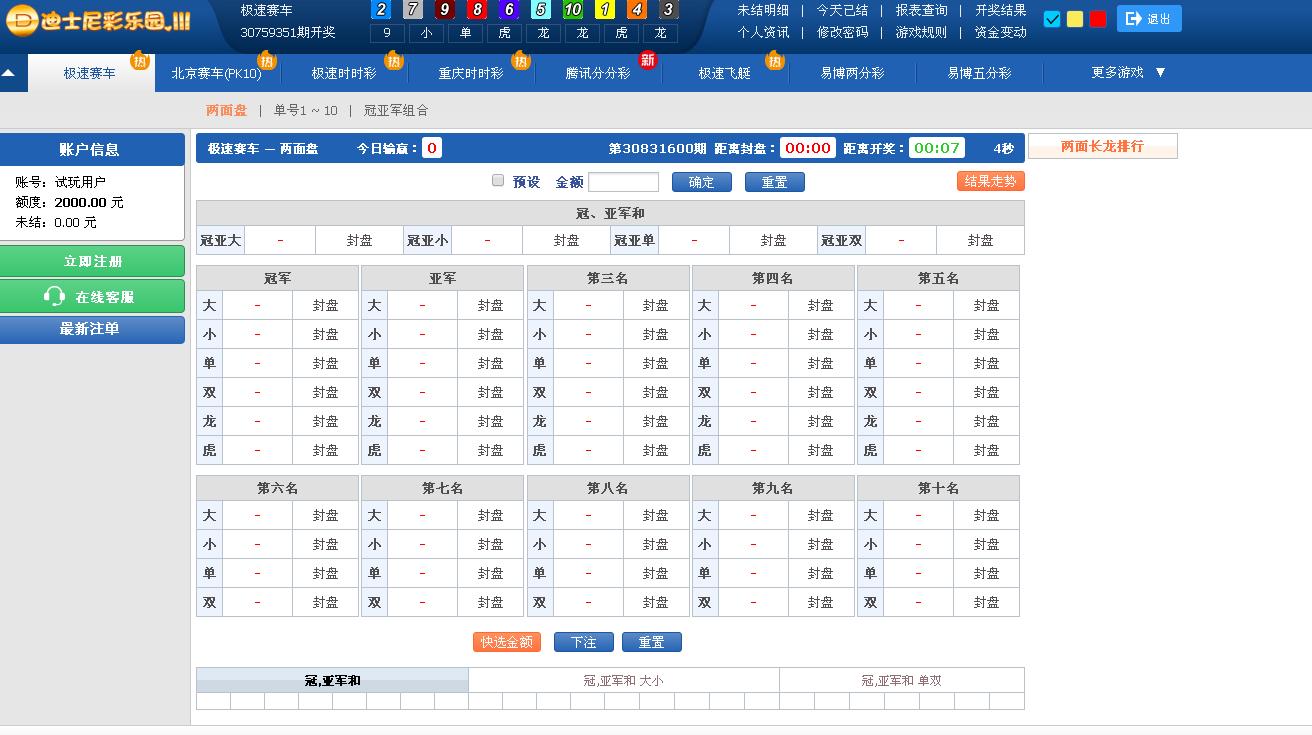 迪士尼彩乐园.III
极速赛车 2 7 9 8 6 5 10 1 4 3
30759351期开奖 9 小 单 虎 龙 龙 虎 龙
未结明细 | 今天已结 | 报表查询 | 开奖结果
个人资讯 | 修改密码 | 游戏规则 | 资金变动
退出
极速赛车 热 北京赛车(PK10) 热 极速时时彩 热 重庆时时彩 热 腾讯分分彩 新 极速飞艇 热 易博两分彩 易博五分彩 更多游戏 ▼
两面盘 | 单号1 ~ 10 | 冠亚军组合
账户信息
账号: 试玩用户
额度: 2000.00 元
未结: 0.00 元
立即注册
在线客服
最新注单
极速赛车 — 两面盘 今日输赢: 0 第30831600期 距离封盘: 00:00 距离开奖: 00:07 4秒
两面长龙排行
预设 金额 确定 重置 结果走势
冠、亚军和
冠亚大 - 封盘 冠亚小 - 封盘 冠亚单 - 封盘 冠亚双 - 封盘
冠军 亚军 第三名 第四名 第五名
大 - 封盘 大 - 封盘 大 - 封盘 大 - 封盘 大 - 封盘
小 - 封盘 小 - 封盘 小 - 封盘 小 - 封盘 小 - 封盘
单 - 封盘 单 - 封盘 单 - 封盘 单 - 封盘 单 - 封盘
双 - 封盘 双 - 封盘 双 - 封盘 双 - 封盘 双 - 封盘
龙 - 封盘 龙 - 封盘 龙 - 封盘 龙 - 封盘 龙 - 封盘
虎 - 封盘 虎 - 封盘 虎 - 封盘 虎 - 封盘 虎 - 封盘
第六名 第七名 第八名 第九名 第十名
大 - 封盘 大 - 封盘 大 - 封盘 大 - 封盘 大 - 封盘
小 - 封盘 小 - 封盘 小 - 封盘 小 - 封盘 小 - 封盘
单 - 封盘 单 - 封盘 单 - 封盘 单 - 封盘 单 - 封盘
双 - 封盘 双 - 封盘 双 - 封盘 双 - 封盘 双 - 封盘
快选金额 下注 重置
冠,亚军和 冠,亚军和 大小 冠,亚军和 单双